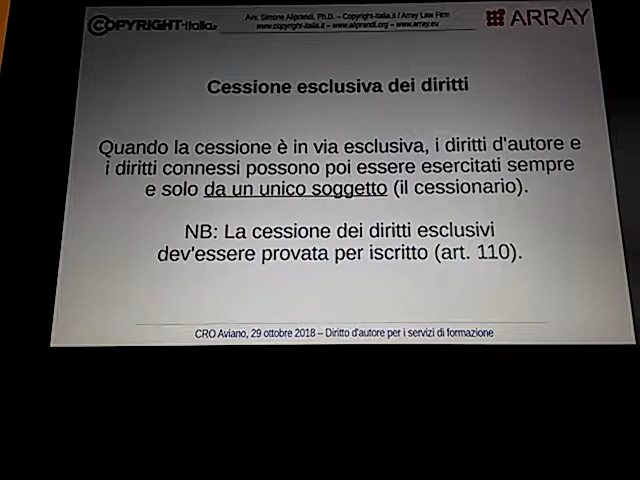 COPYRIGHT-Italia.it
Avv. Simone Aliprandi, Ph.D. – Copyright-Italia.it / Array Law Firm
www.copyright-italia.it – www.aliprandi.org – www.array.eu
ARRAY
Cessione esclusiva dei diritti
Quando la cessione è in via esclusiva, i diritti d'autore e
i diritti connessi possono poi essere esercitati sempre
e solo da un unico soggetto (il cessionario).
NB: La cessione dei diritti esclusivi
dev'essere provata per iscritto (art. 110).
CRO Aviano, 29 ottobre 2018 – Diritto d'autore per i servizi di formazione